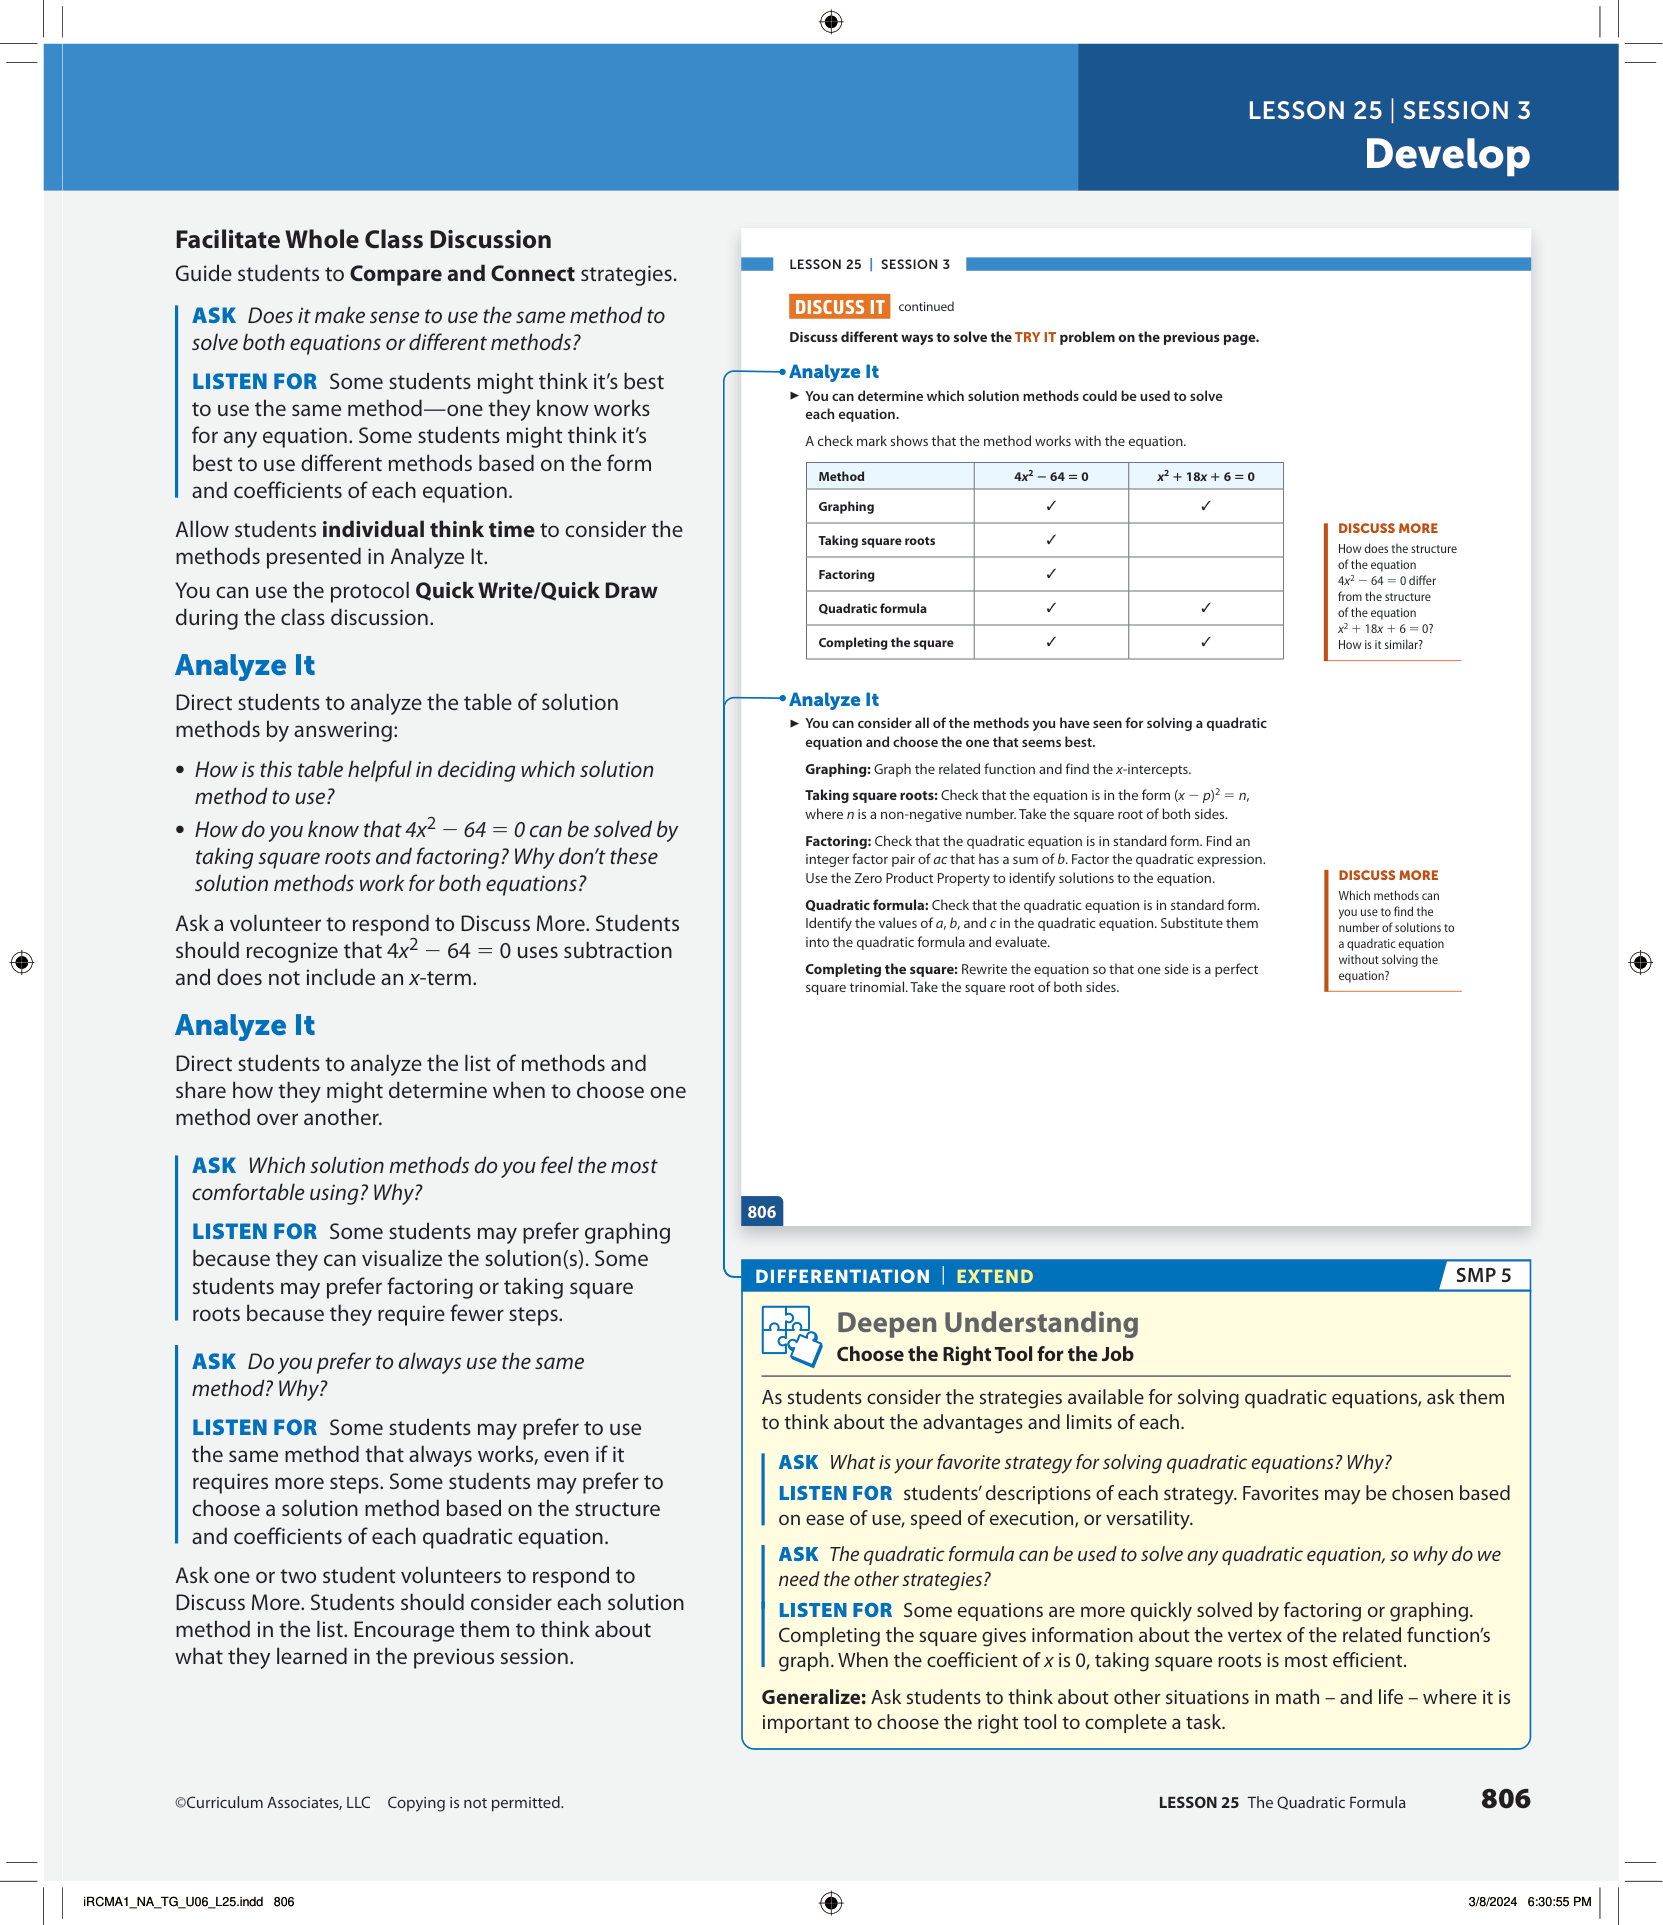 LESSON 25 | SESSION 3
Develop
Facilitate Whole Class Discussion
Guide students to Compare and Connect strategies.
ASK Does it make sense to use the same method to
solve both equations or different methods?
LISTEN FOR Some students might think it’s best
to use the same method—one they know works
for any equation. Some students might think it’s
best to use different methods based on the form
and coefficients of each equation.
Allow students individual think time to consider the
methods presented in Analyze It.
You can use the protocol Quick Write/Quick Draw
during the class discussion.
Analyze It
Direct students to analyze the table of solution
methods by answering:
• How is this table helpful in deciding which solution
method to use?
• How do you know that 4x² − 64 = 0 can be solved by
taking square roots and factoring? Why don’t these
solution methods work for both equations?
Ask a volunteer to respond to Discuss More. Students
should recognize that 4x² − 64 = 0 uses subtraction
and does not include an x-term.
Analyze It
Direct students to analyze the list of methods and
share how they might determine when to choose one
method over another.
ASK Which solution methods do you feel the most
comfortable using? Why?
LISTEN FOR Some students may prefer graphing
because they can visualize the solution(s). Some
students may prefer factoring or taking square
roots because they require fewer steps.
ASK Do you prefer to always use the same
method? Why?
LISTEN FOR Some students may prefer to use
the same method that always works, even if it
requires more steps. Some students may prefer to
choose a solution method based on the structure
and coefficients of each quadratic equation.
Ask one or two student volunteers to respond to
Discuss More. Students should consider each solution
method in the list. Encourage them to think about
what they learned in the previous session.
LESSON 25 | SESSION 3
DISCUSS IT continued
Discuss different ways to solve the TRY IT problem on the previous page.
Analyze It
► You can determine which solution methods could be used to solve
each equation.
A check mark shows that the method works with the equation.
Method 4x² − 64 = 0 x² + 18x + 6 = 0
Graphing ✓ ✓
Taking square roots ✓
Factoring ✓
Quadratic formula ✓ ✓
Completing the square ✓ ✓
DISCUSS MORE
How does the structure
of the equation
4x² − 64 = 0 differ
from the structure
of the equation
x² + 18x + 6 = 0?
How is it similar?
Analyze It
► You can consider all of the methods you have seen for solving a quadratic
equation and choose the one that seems best.
Graphing: Graph the related function and find the x-intercepts.
Taking square roots: Check that the equation is in the form (x − p)² = n,
where n is a non-negative number. Take the square root of both sides.
Factoring: Check that the quadratic equation is in standard form. Find an
integer factor pair of ac that has a sum of b. Factor the quadratic expression.
Use the Zero Product Property to identify solutions to the equation.
Quadratic formula: Check that the quadratic equation is in standard form.
Identify the values of a, b, and c in the quadratic equation. Substitute them
into the quadratic formula and evaluate.
Completing the square: Rewrite the equation so that one side is a perfect
square trinomial. Take the square root of both sides.
DISCUSS MORE
Which methods can
you use to find the
number of solutions to
a quadratic equation
without solving the
equation?
806
DIFFERENTIATION | EXTEND
SMP 5
Deepen Understanding
Choose the Right Tool for the Job
As students consider the strategies available for solving quadratic equations, ask them
to think about the advantages and limits of each.
ASK What is your favorite strategy for solving quadratic equations? Why?
LISTEN FOR students’ descriptions of each strategy. Favorites may be chosen based
on ease of use, speed of execution, or versatility.
ASK The quadratic formula can be used to solve any quadratic equation, so why do we
need the other strategies?
LISTEN FOR Some equations are more quickly solved by factoring or graphing.
Completing the square gives information about the vertex of the related function’s
graph. When the coefficient of x is 0, taking square roots is most efficient.
Generalize: Ask students to think about other situations in math – and life – where it is
important to choose the right tool to complete a task.
©Curriculum Associates, LLC Copying is not permitted.
LESSON 25 The Quadratic Formula 806
iRCMA1_NA_TG_U06_L25.indd 806
3/8/2024 6:30:55 PM